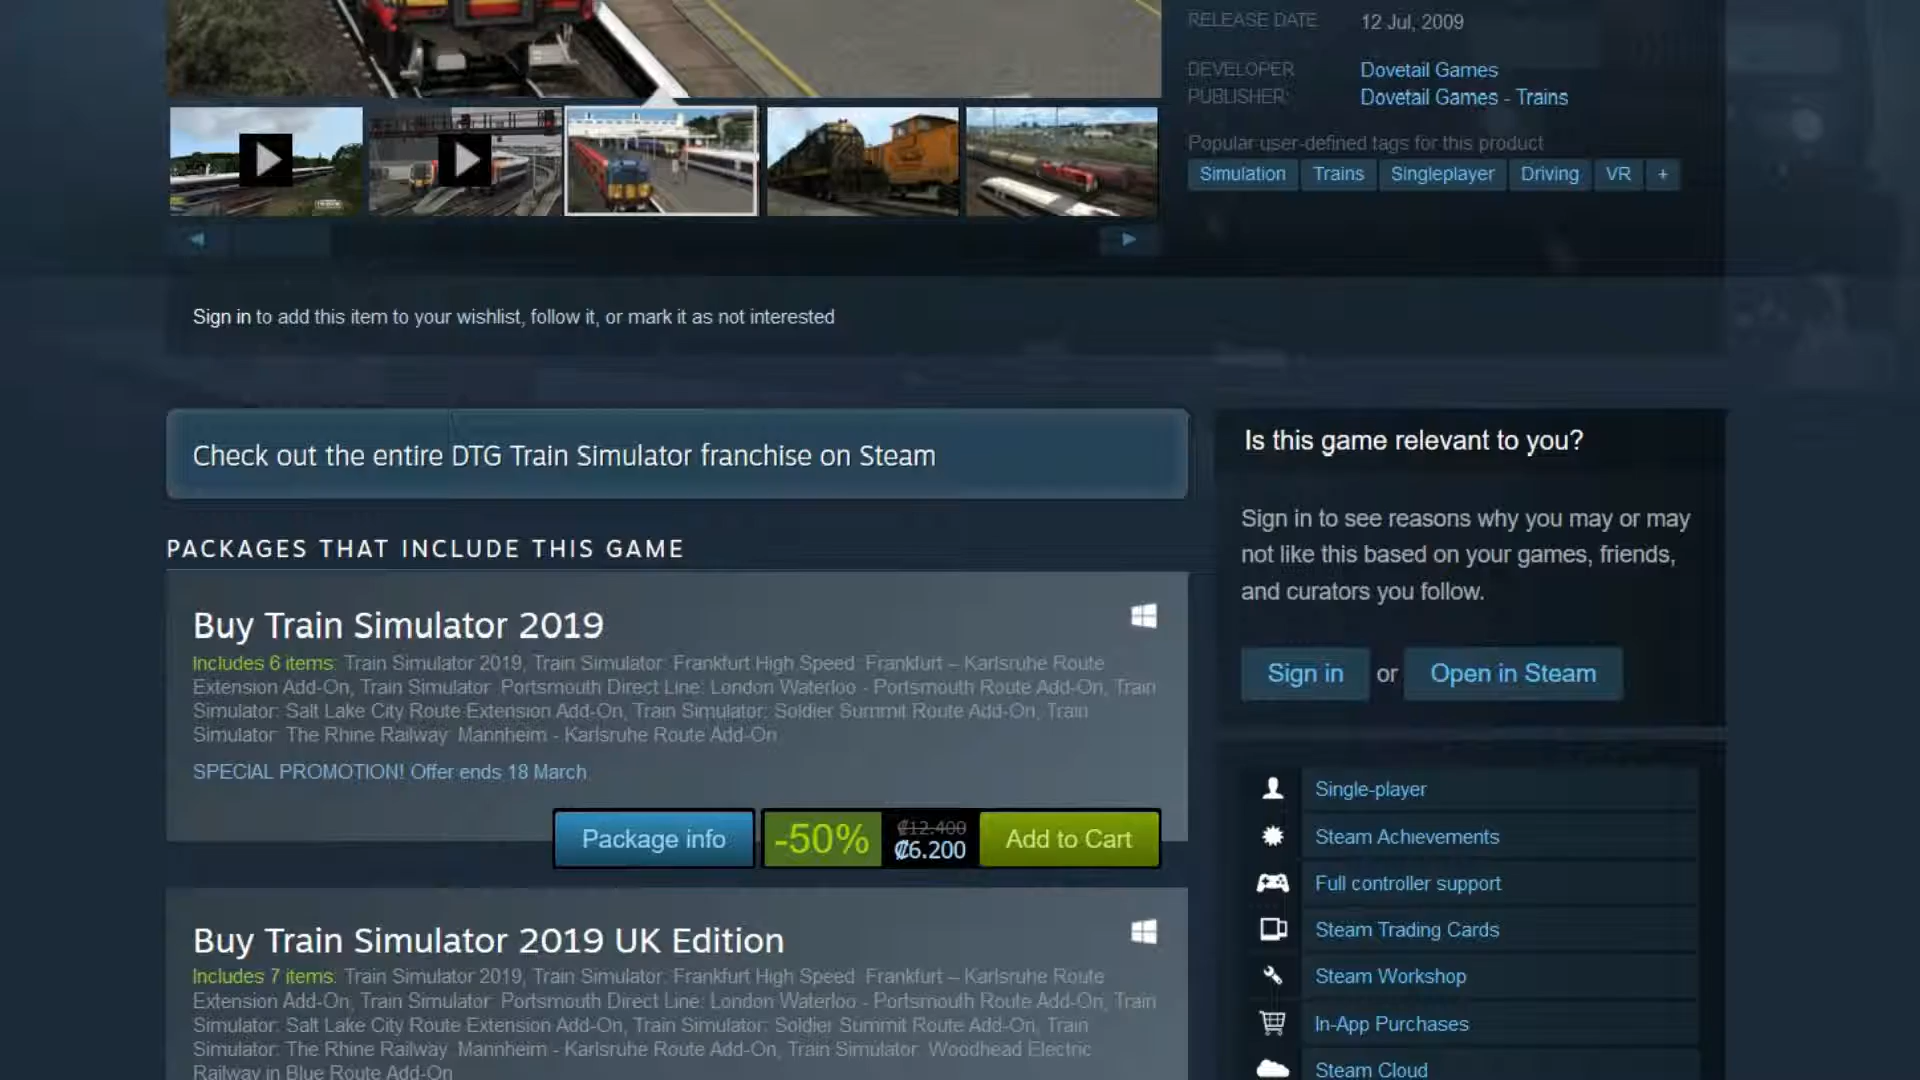 RELEASE DATE 12 Jul, 2009
DEVELOPER Dovetail Games
PUBLISHER: Dovetail Games - Trains
Popular user-defined tags for this product
Simulation Trains Singleplayer Driving VR +
Sign in to add this item to your wishlist, follow it, or mark it as not interested
Check out the entire DTG Train Simulator franchise on Steam
PACKAGES THAT INCLUDE THIS GAME
Buy Train Simulator 2019
Includes 6 items: Train Simulator 2019, Train Simulator: Frankfurt High Speed: Frankfurt – Karlsruhe Route
Extension Add-On, Train Simulator: Portsmouth Direct Line: London Waterloo - Portsmouth Route Add-On, Train
Simulator: Salt Lake City Route Extension Add-On, Train Simulator: Soldier Summit Route Add-On, Train
Simulator: The Rhine Railway: Mannheim - Karlsruhe Route Add-On
SPECIAL PROMOTION! Offer ends 18 March
Package info -50% ₡12.400 ₡6.200 Add to Cart
Buy Train Simulator 2019 UK Edition
Includes 7 items: Train Simulator 2019, Train Simulator: Frankfurt High Speed: Frankfurt – Karlsruhe Route
Extension Add-On, Train Simulator: Portsmouth Direct Line: London Waterloo - Portsmouth Route Add-On, Train
Simulator: Salt Lake City Route Extension Add-On, Train Simulator: Soldier Summit Route Add-On, Train
Simulator: The Rhine Railway: Mannheim - Karlsruhe Route Add-On, Train Simulator: Woodhead Electric
Railway in Blue Route Add-On
Is this game relevant to you?
Sign in to see reasons why you may or may
not like this based on your games, friends,
and curators you follow.
Sign in or Open in Steam
Single-player
Steam Achievements
Full controller support
Steam Trading Cards
Steam Workshop
In-App Purchases
Steam Cloud